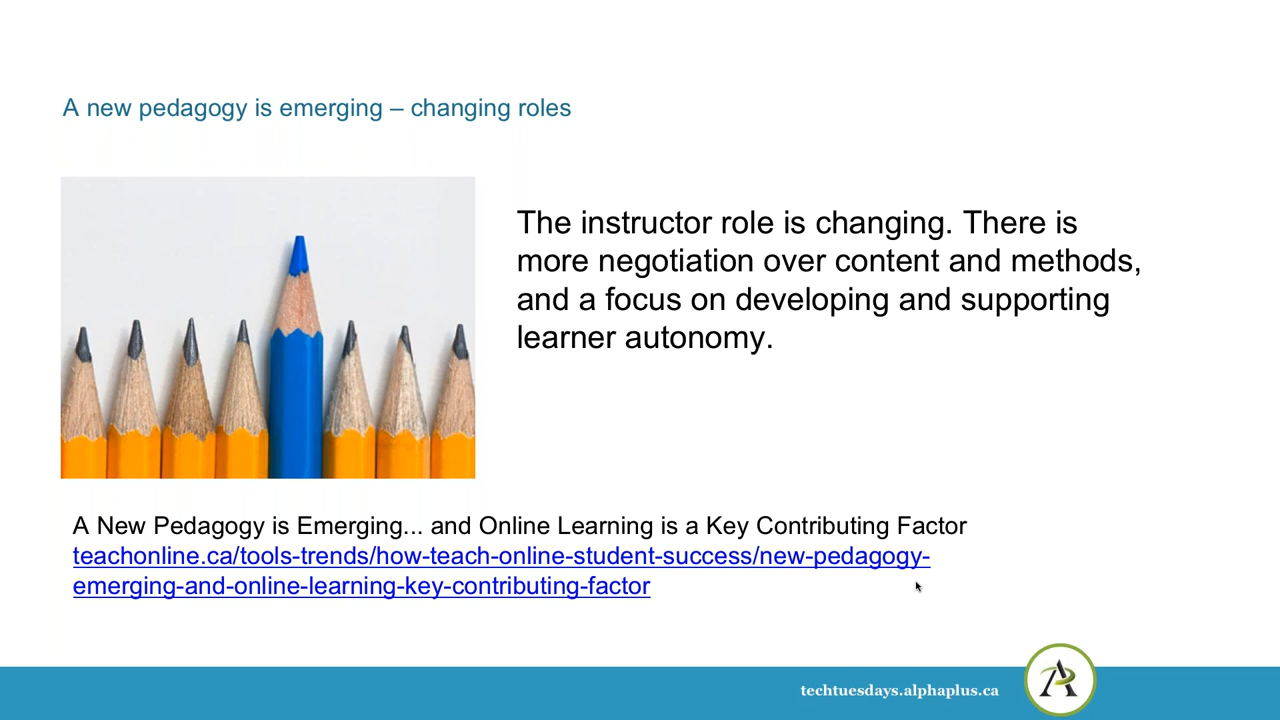 A new pedagogy is emerging – changing roles
The instructor role is changing. There is
more negotiation over content and methods,
and a focus on developing and supporting
learner autonomy.
A New Pedagogy is Emerging... and Online Learning is a Key Contributing Factor
teachonline.ca/tools-trends/how-teach-online-student-success/new-pedagogy-
emerging-and-online-learning-key-contributing-factor
techtuesdays.alphaplus.ca